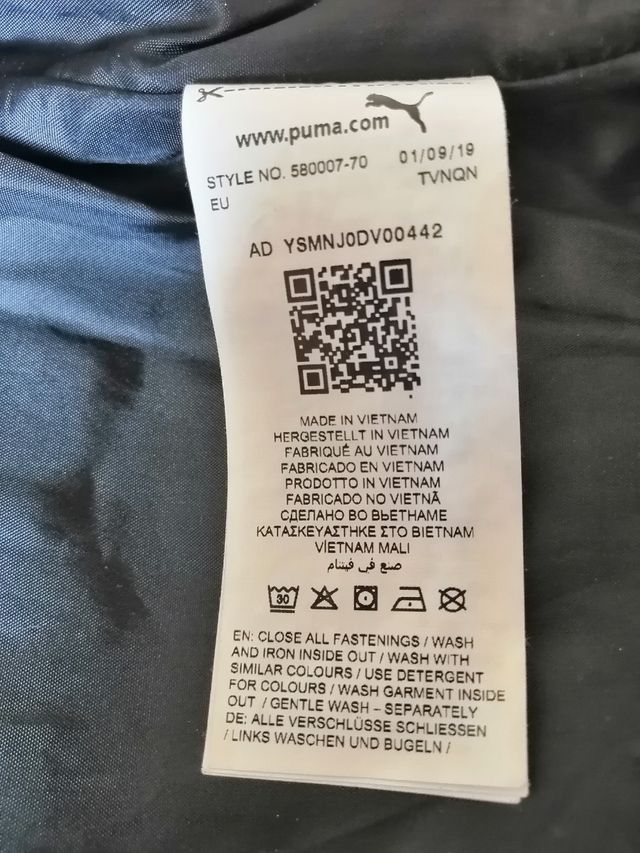 www.puma.com
STYLE NO. 580007-70 01/09/19
EU TVNQN
AD YSMNJ0DV00442
MADE IN VIETNAM
HERGESTELLT IN VIETNAM
FABRIQUÉ AU VIETNAM
FABRICADO EN VIETNAM
PRODOTTO IN VIETNAM
FABRICADO NO VIETNÃ
СДЕЛАНО ВО ВЬЕТНАМЕ
ΚΑΤΑΣΚΕΥΑΣΤΗΚΕ ΣΤΟ ΒΙΕΤΝΑΜ
VİETNAM MALI
صنع في فيتنام
30
EN: CLOSE ALL FASTENINGS / WASH
AND IRON INSIDE OUT / WASH WITH
SIMILAR COLOURS / USE DETERGENT
FOR COLOURS / WASH GARMENT INSIDE
OUT / GENTLE WASH – SEPARATELY
DE: ALLE VERSCHLÜSSE SCHLIESSEN
/ LINKS WASCHEN UND BUGELN /